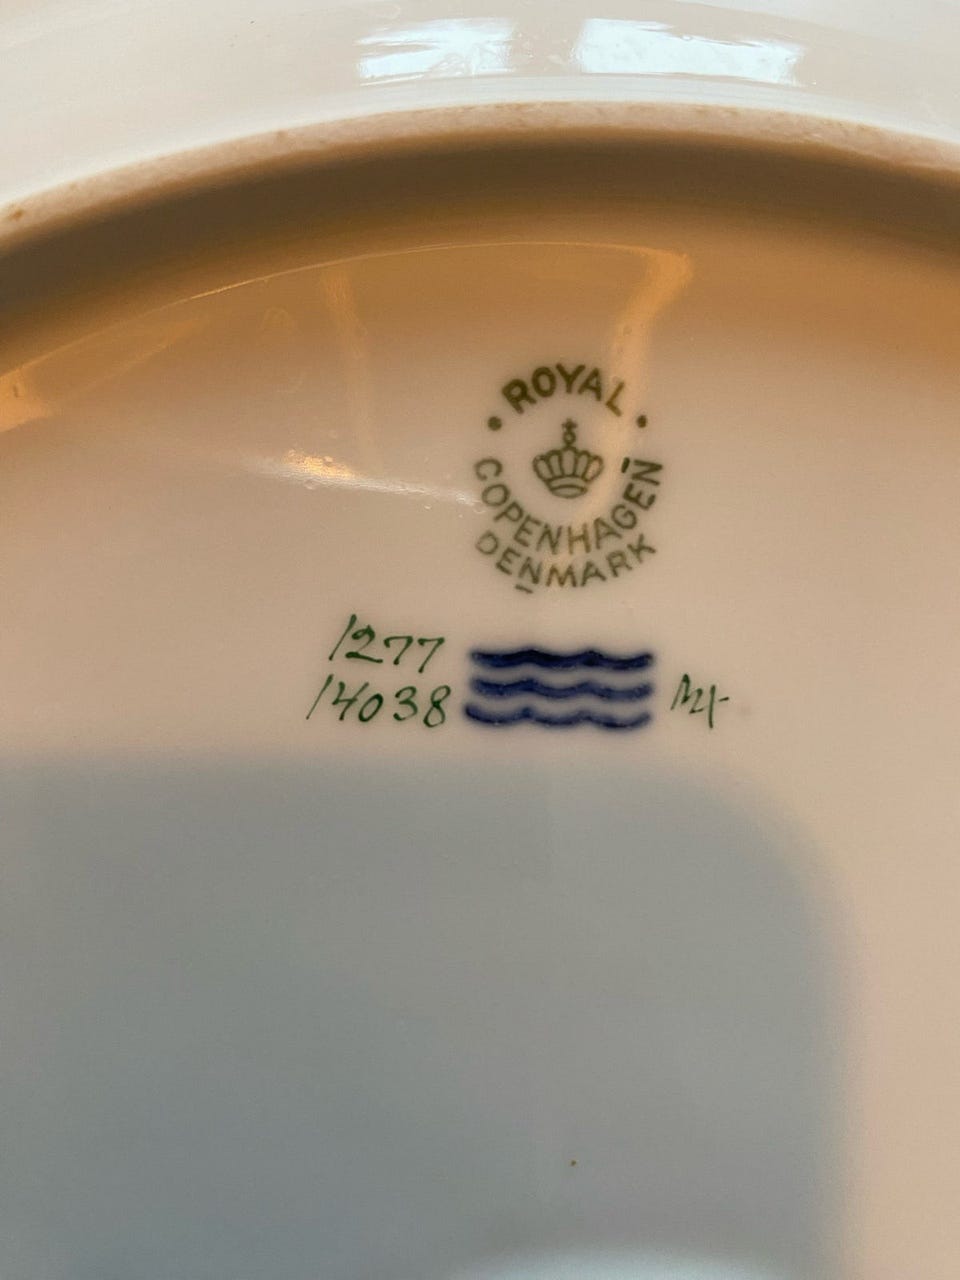 ROYAL
COPENHAGEN
DENMARK
1277
14038